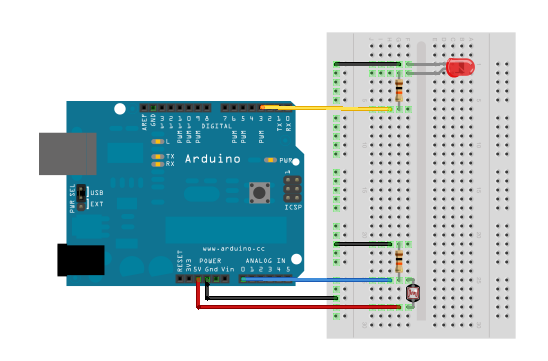 AREF
GND
13
12
11
10
9
8
7
6
5
4
3
2
1
0
PWM
PWM
PWM
PWM
PWM
PWM
TX
RX
DIGITAL
L
TX
RX
Arduino
PWR
1
ICSP
PWR SEL
USB
EXT
www.arduino.cc
POWER
ANALOG IN
RESET
3V3
5V
Gnd
Vin
0 1 2 3 4 5